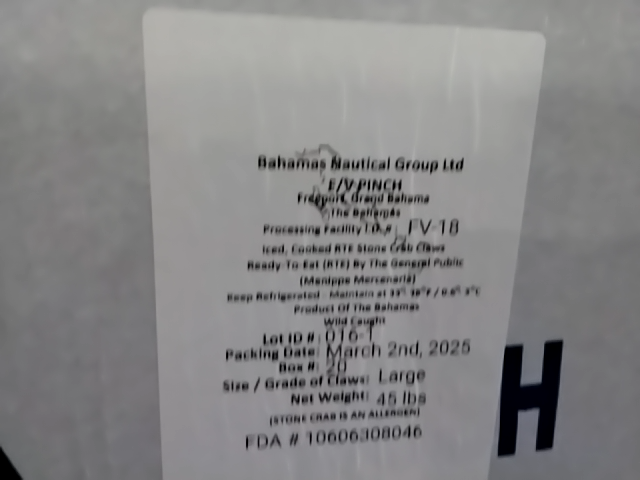 Bahamas Nautical Group Ltd
F/V PINCH
Freeport, Grand Bahama
The Bahamas
Processing Facility I.D.#: FV-18
Iced, Cooked RTE Stone Crab Claws
Ready-To-Eat (RTE) By The General Public
(Menippe Mercenaria)
Keep Refrigerated - Maintain at
Product Of The Bahamas
Wild Caught
Lot ID #: 016-1
Packing Date: March 2nd, 2025
Box #: 20
Size / Grade of Claws: Large
Net Weight: 45 lbs
(STONE CRAB IS AN ALLERGEN)
FDA # 10606308046
H